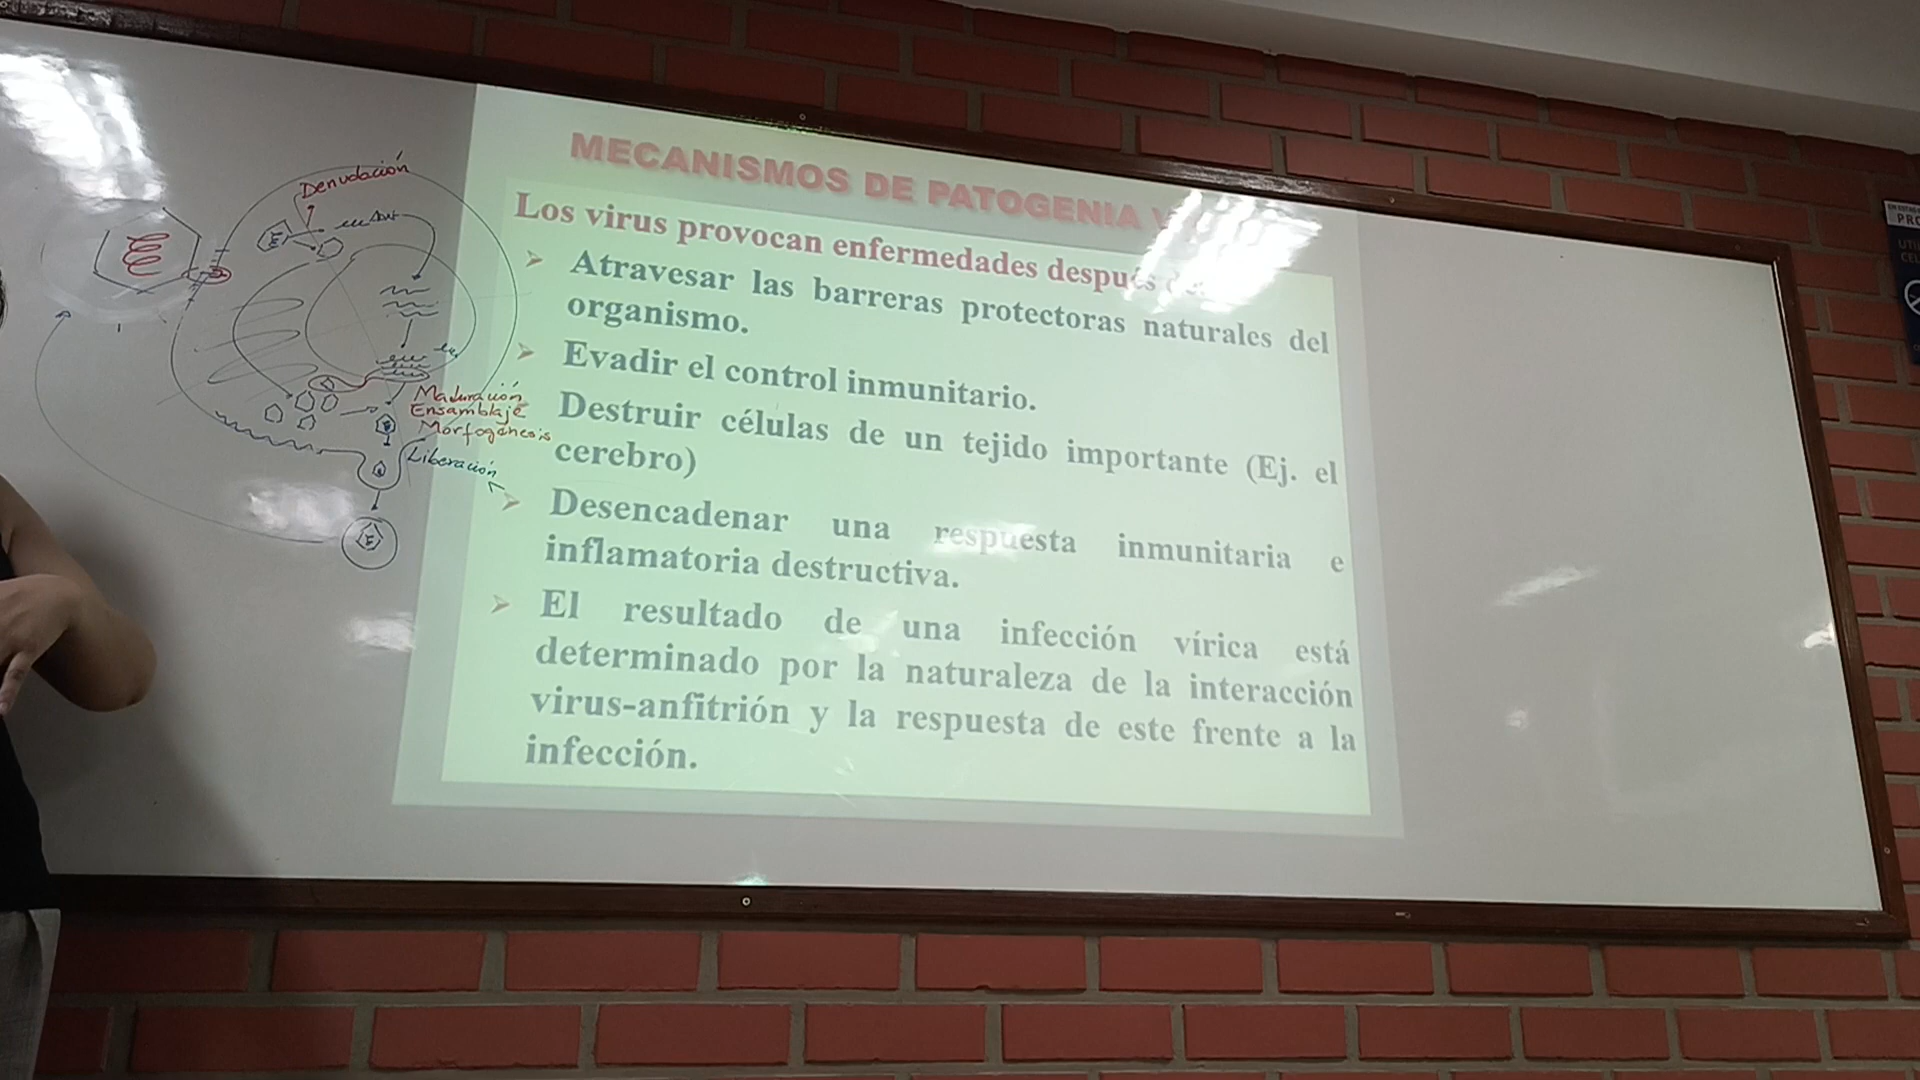 MECANISMOS DE PATOGENIA
Los virus provocan enfermedades después
Atravesar las barreras protectoras naturales del
organismo.
Evadir el control inmunitario.
Destruir células de un tejido importante (Ej. el
cerebro)
Desencadenar una respuesta inmunitaria e
inflamatoria destructiva.
El resultado de una infección vírica está
determinado por la naturaleza de la interacción
virus-anfitrión y la respuesta de este frente a la
infección.
Denudación
Maduración
Ensamblaje
Morfogénesis
Liberación